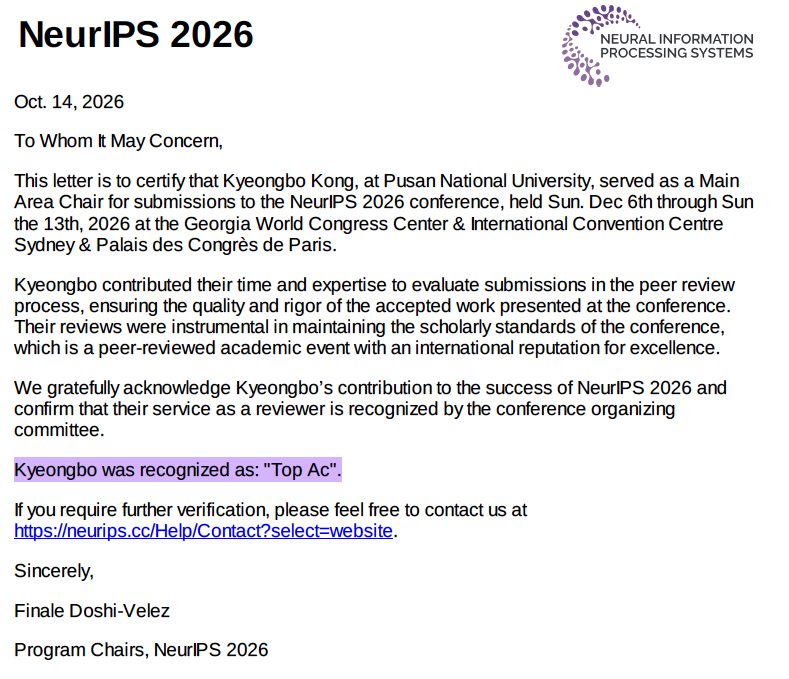 NeurIPS 2026
NEURAL INFORMATION
PROCESSING SYSTEMS
Oct. 14, 2026
To Whom It May Concern,
This letter is to certify that Kyeongbo Kong, at Pusan National University, served as a Main
Area Chair for submissions to the NeurIPS 2026 conference, held Sun. Dec 6th through Sun
the 13th, 2026 at the Georgia World Congress Center & International Convention Centre
Sydney & Palais des Congrès de Paris.
Kyeongbo contributed their time and expertise to evaluate submissions in the peer review
process, ensuring the quality and rigor of the accepted work presented at the conference.
Their reviews were instrumental in maintaining the scholarly standards of the conference,
which is a peer-reviewed academic event with an international reputation for excellence.
We gratefully acknowledge Kyeongbo’s contribution to the success of NeurIPS 2026 and
confirm that their service as a reviewer is recognized by the conference organizing
committee.
Kyeongbo was recognized as: "Top Ac".
If you require further verification, please feel free to contact us at
https://neurips.cc/Help/Contact?select=website.
Sincerely,
Finale Doshi-Velez
Program Chairs, NeurIPS 2026